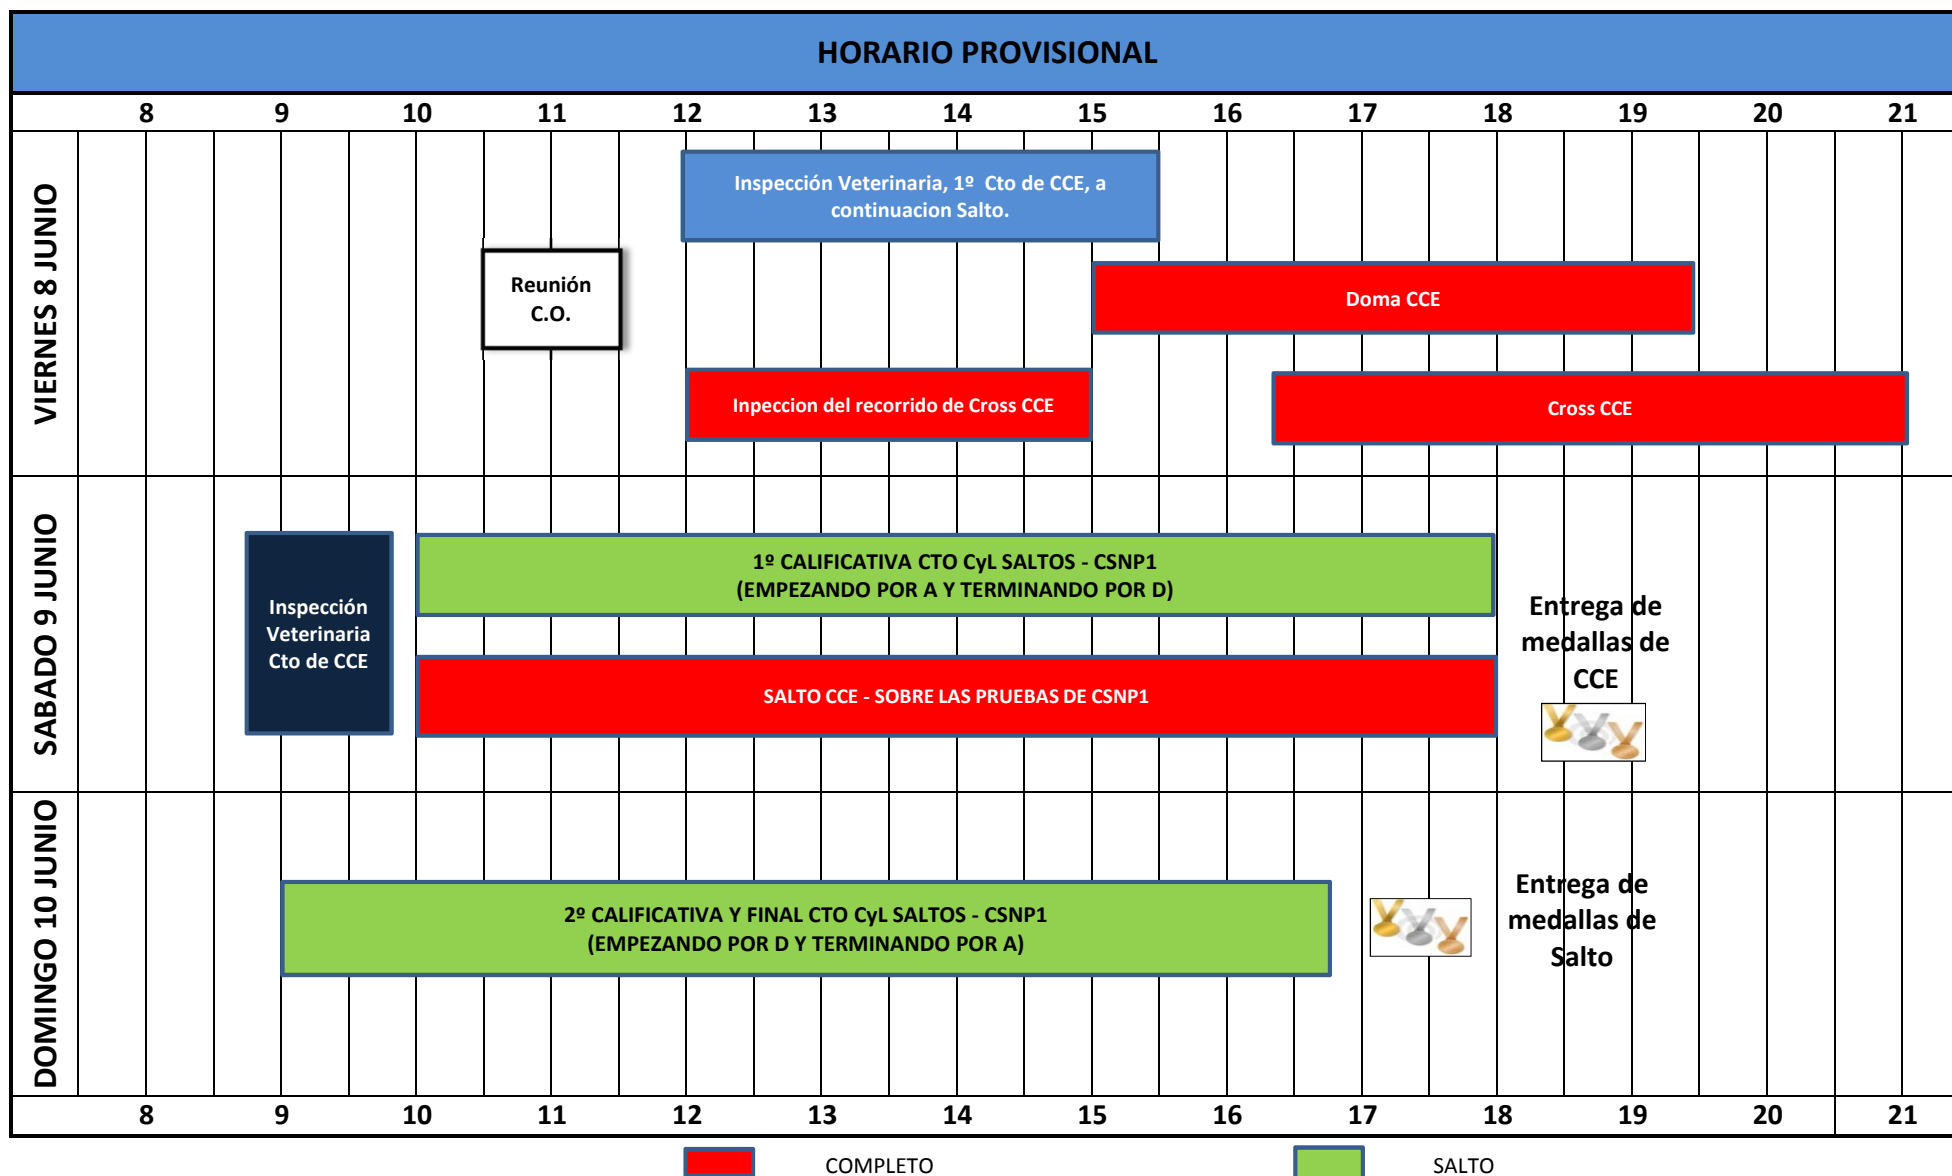 HORARIO PROVISIONAL
8 9 10 11 12 13 14 15 16 17 18 19 20 21
VIERNES 8 JUNIO
Inspección Veterinaria, 1º Cto de CCE, a
continuacion Salto.
Reunión
C.O.
Doma CCE
Inpeccion del recorrido de Cross CCE
Cross CCE
SABADO 9 JUNIO
Inspección
Veterinaria
Cto de CCE
1º CALIFICATIVA CTO CyL SALTOS - CSNP1
(EMPEZANDO POR A Y TERMINANDO POR D)
SALTO CCE - SOBRE LAS PRUEBAS DE CSNP1
Entrega de
medallas de
CCE
DOMINGO 10 JUNIO
2º CALIFICATIVA Y FINAL CTO CyL SALTOS - CSNP1
(EMPEZANDO POR D Y TERMINANDO POR A)
Entrega de
medallas de
Salto
8 9 10 11 12 13 14 15 16 17 18 19 20 21
COMPLETO
SALTO